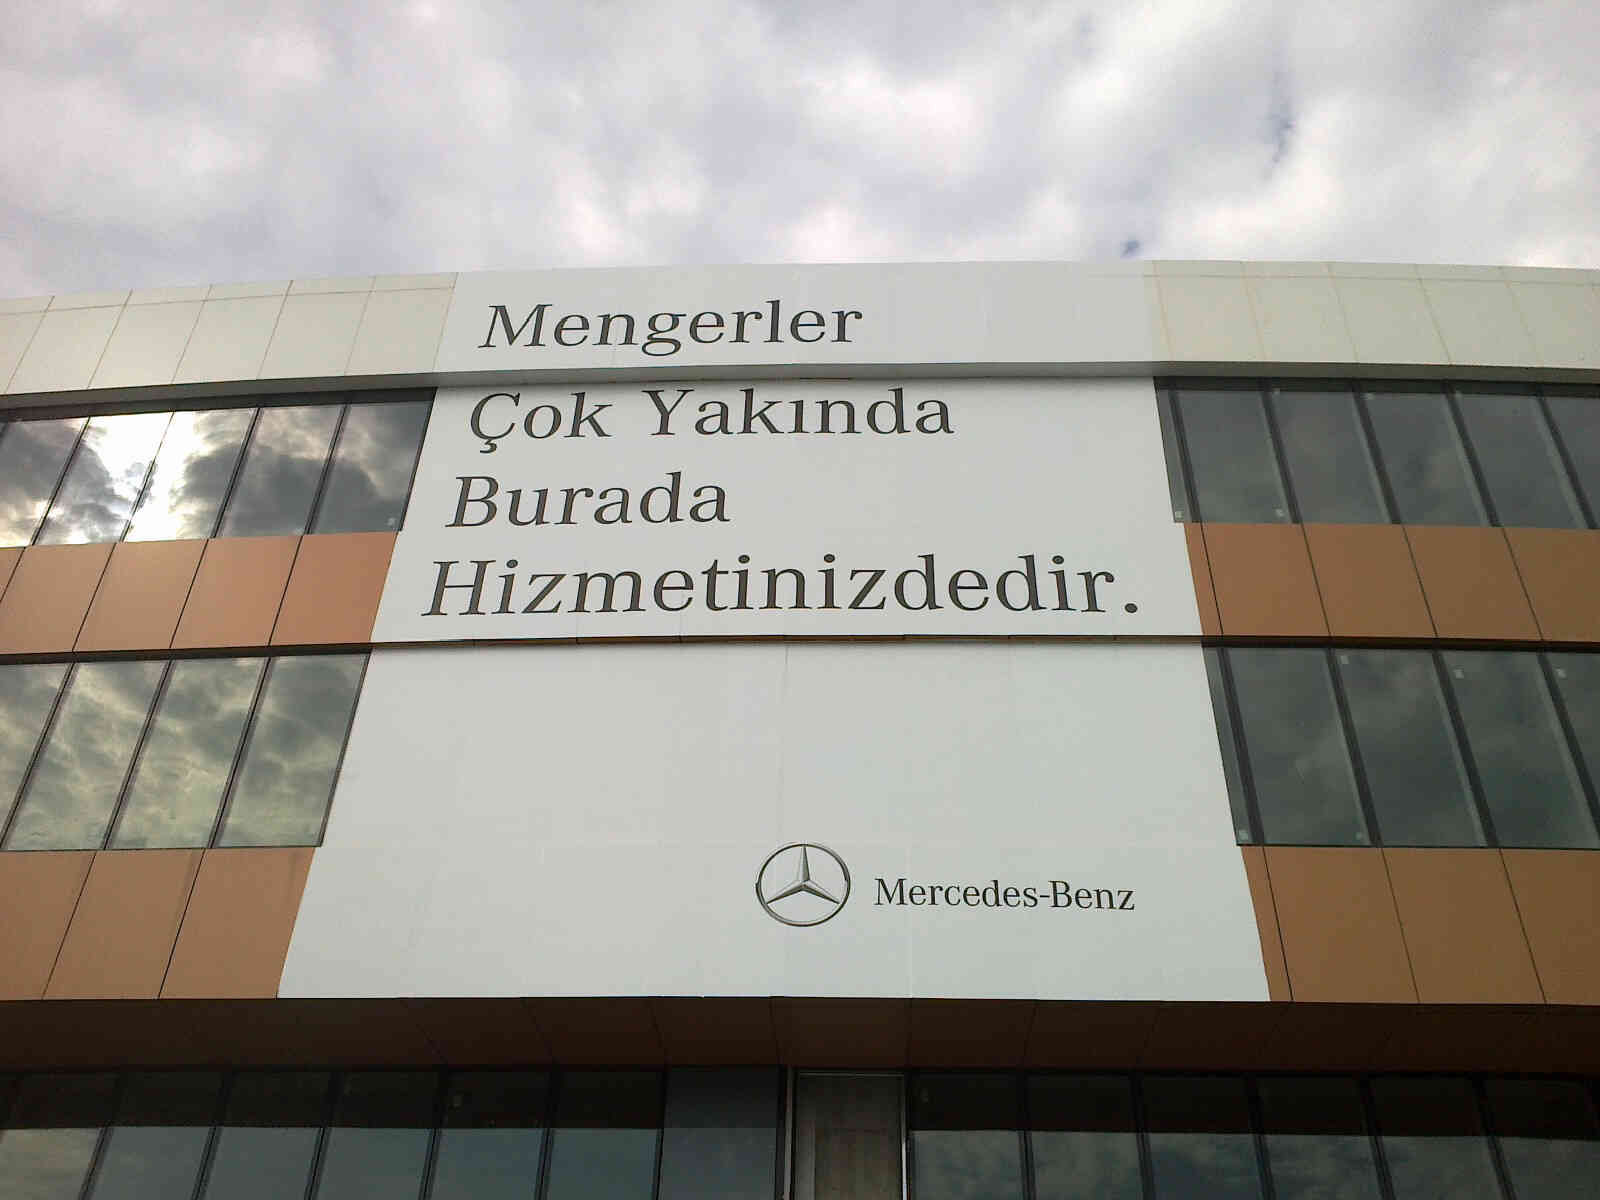 Mengerler
Çok Yakında
Burada
Hizmetinizdedir.
Mercedes-Benz